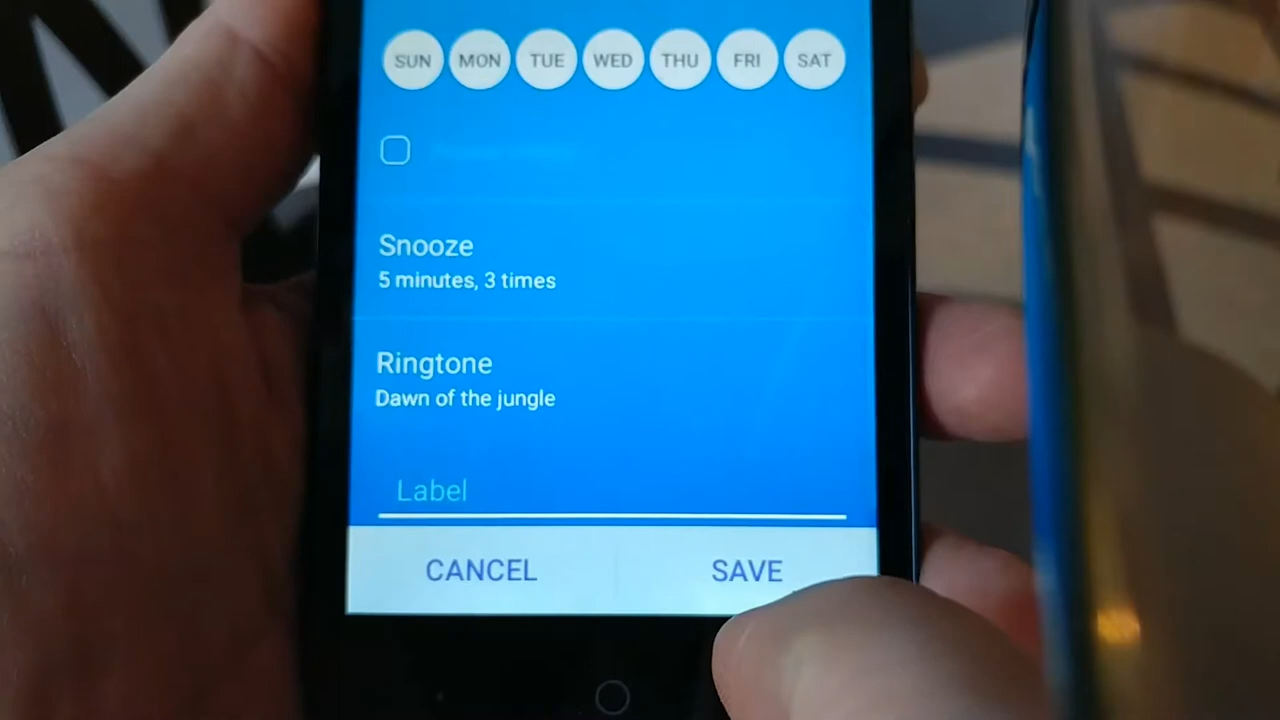 SUN MON TUE WED THU FRI SAT
Snooze
5 minutes, 3 times
Ringtone
Dawn of the jungle
Label
CANCEL SAVE